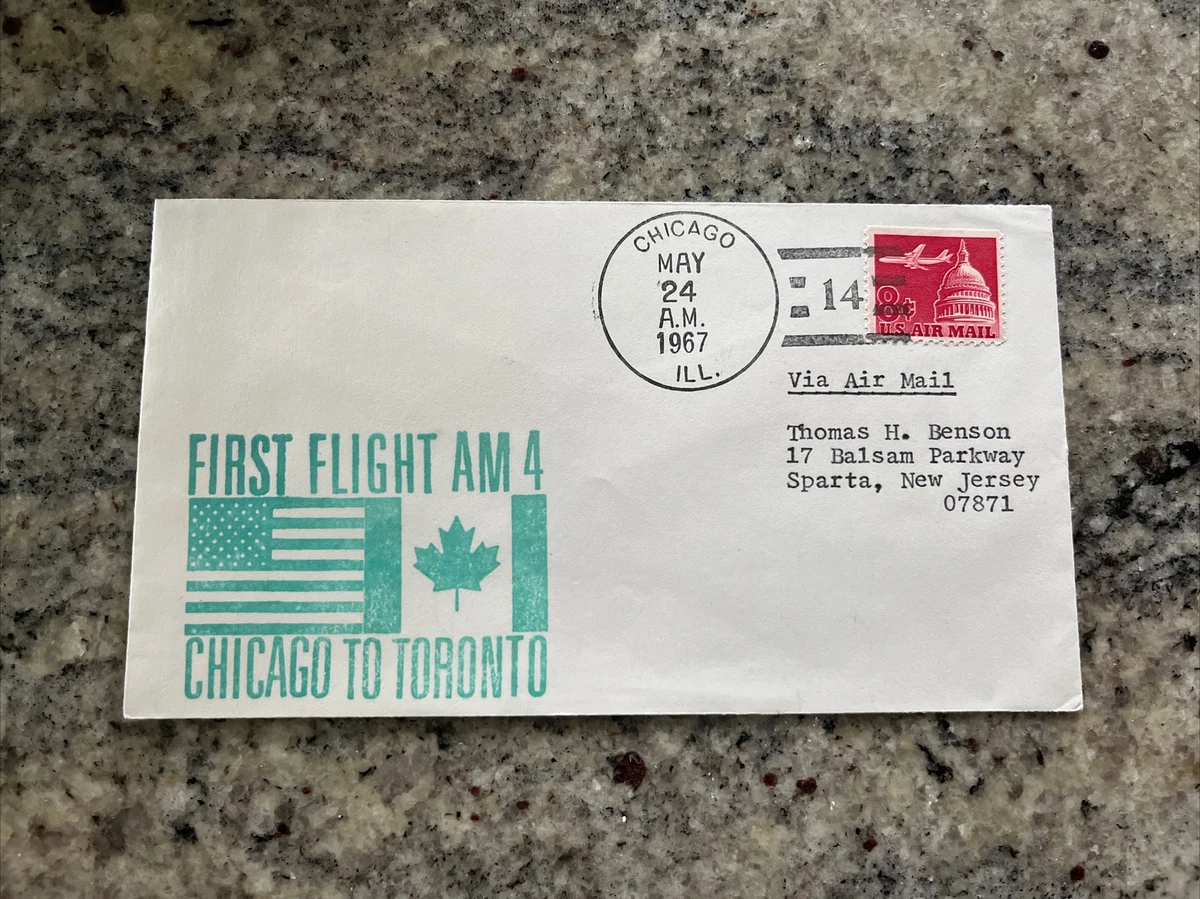 CHICAGO
MAY
24
A.M.
1967
ILL.
14
8¢
U.S. AIR MAIL
Via Air Mail
Thomas H. Benson
17 Balsam Parkway
Sparta, New Jersey
07871
FIRST FLIGHT AM 4
CHICAGO TO TORONTO